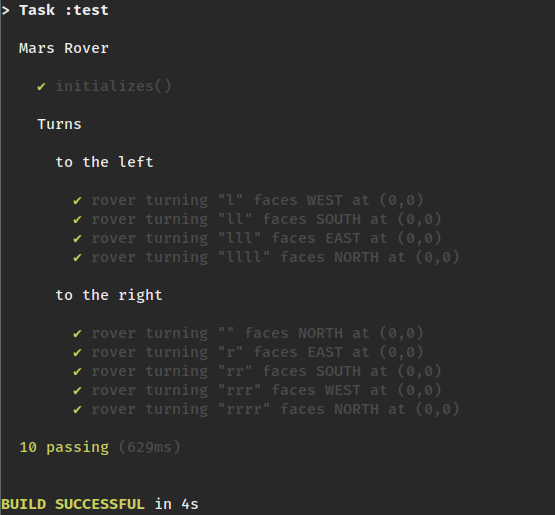 > Task :test
Mars Rover
✔ initializes()
Turns
to the left
✔ rover turning "l" faces WEST at (0,0)
✔ rover turning "ll" faces SOUTH at (0,0)
✔ rover turning "lll" faces EAST at (0,0)
✔ rover turning "llll" faces NORTH at (0,0)
to the right
✔ rover turning "" faces NORTH at (0,0)
✔ rover turning "r" faces EAST at (0,0)
✔ rover turning "rr" faces SOUTH at (0,0)
✔ rover turning "rrr" faces WEST at (0,0)
✔ rover turning "rrrr" faces NORTH at (0,0)
10 passing (629ms)
BUILD SUCCESSFUL in 4s